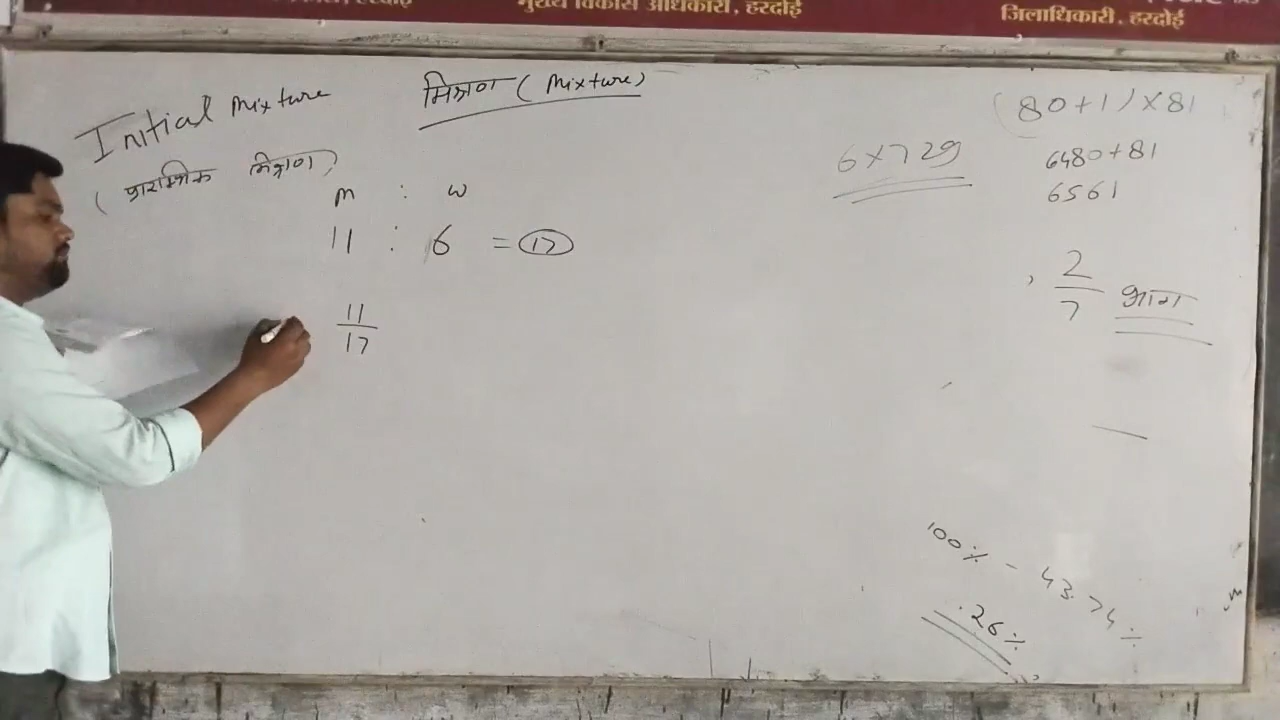 मुख्य विकास अधिकारी, हरदोई
जिलाधिकारी, हरदोई
Initial Mixture
(प्रारम्भिक मिश्रण)
मिश्रण (Mixture)
M : W
11 : 6 = 17
11
17
6×729
(80+1)×81
6480+81
6561
2
7
भाग
100% - 43.74%
.26%